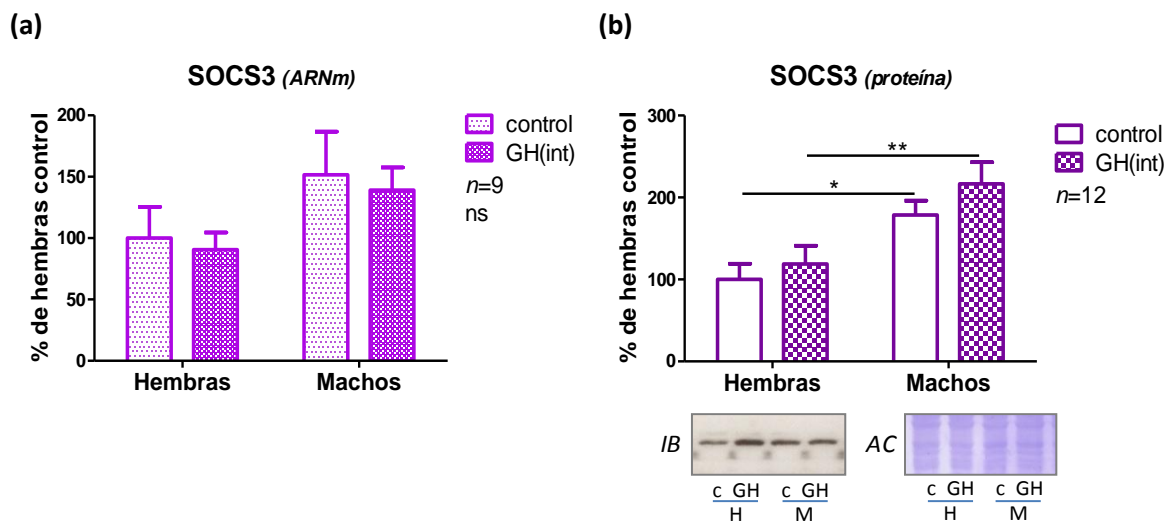 (a)
SOCS3 (ARNm)
% de hembras control
200
150
100
50
0
Hembras Machos
control
GH(int)
n=9
ns
(b)
SOCS3 (proteína)
% de hembras control
300
200
100
0
*
**
Hembras Machos
control
GH(int)
n=12
IB
c GH c GH
H M
AC
c GH c GH
H M